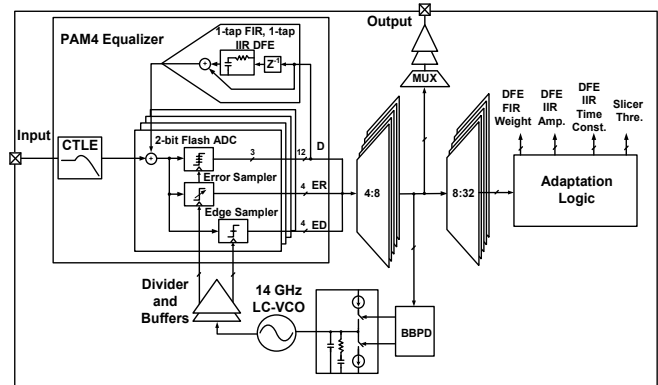 Output
PAM4 Equalizer
1-tap FIR, 1-tap
IIR DFE
Z-1
MUX
DFE
FIR
Weight
DFE
IIR
Amp.
DFE
IIR
Time
Const.
Slicer
Thre.
Input
CTLE
2-bit Flash ADC
3
12
D
Error Sampler
4
ER
Edge Sampler
4
ED
4:8
8:32
Adaptation
Logic
Divider
and
Buffers
14 GHz
LC-VCO
BBPD